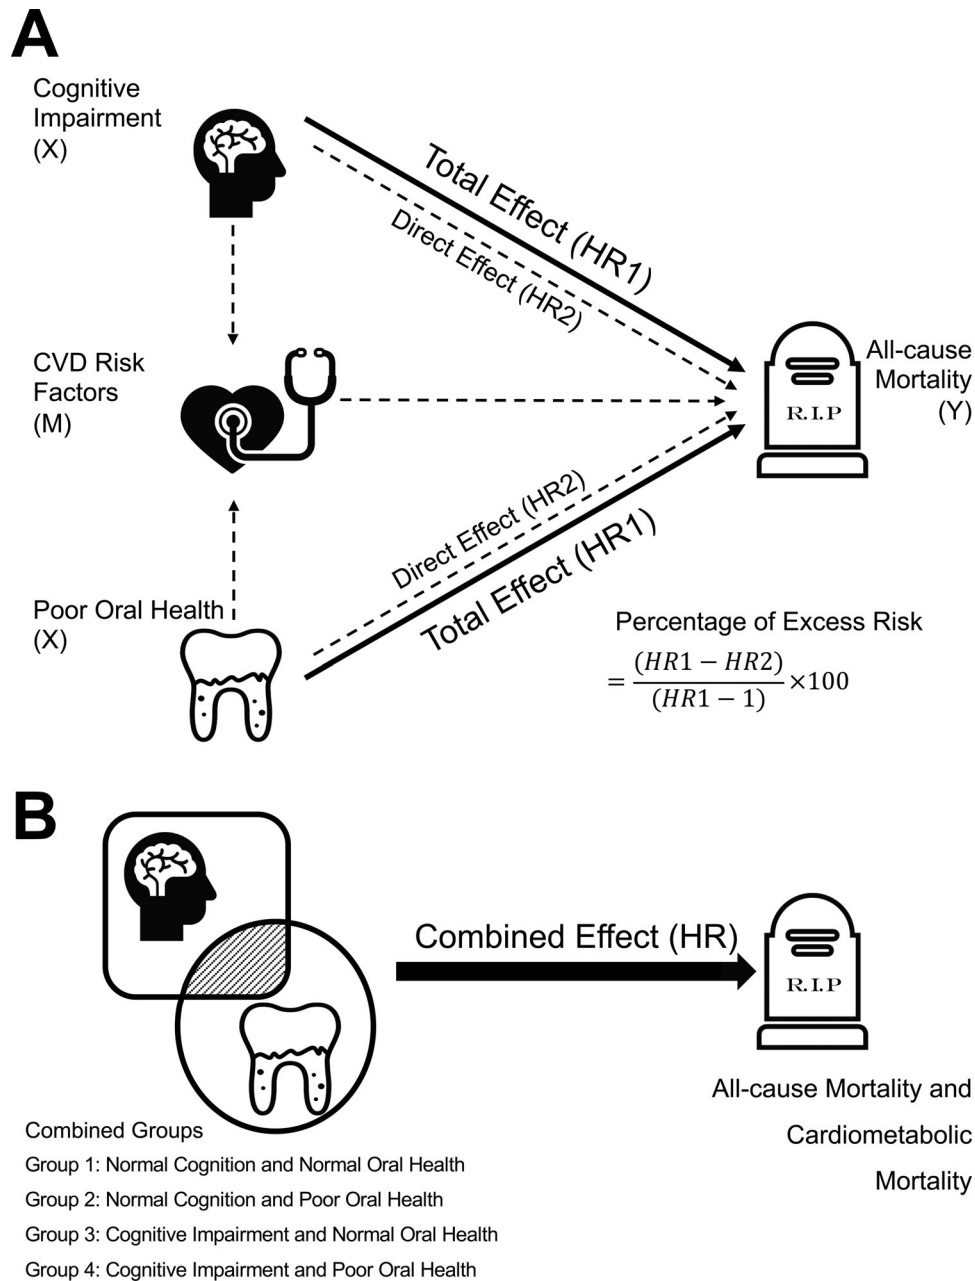 A
Cognitive
Impairment
(X)
Total Effect (HR1)
Direct Effect (HR2)
CVD Risk
Factors
(M)
All-cause
Mortality
(Y)
R.I.P
Direct Effect (HR2)
Total Effect (HR1)
Poor Oral Health
(X)
Percentage of Excess Risk
= (HR1 − HR2) / (HR1 − 1) ×100
B
Combined Effect (HR)
R.I.P
All-cause Mortality and
Cardiometabolic
Mortality
Combined Groups
Group 1: Normal Cognition and Normal Oral Health
Group 2: Normal Cognition and Poor Oral Health
Group 3: Cognitive Impairment and Normal Oral Health
Group 4: Cognitive Impairment and Poor Oral Health